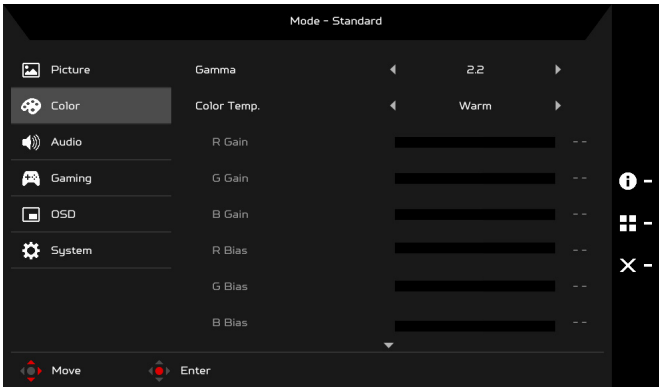 Mode - Standard
Picture Gamma 2.2
Color Color Temp. Warm
Audio R Gain --
Gaming G Gain --
OSD B Gain --
System R Bias --
G Bias --
B Bias --
Move Enter